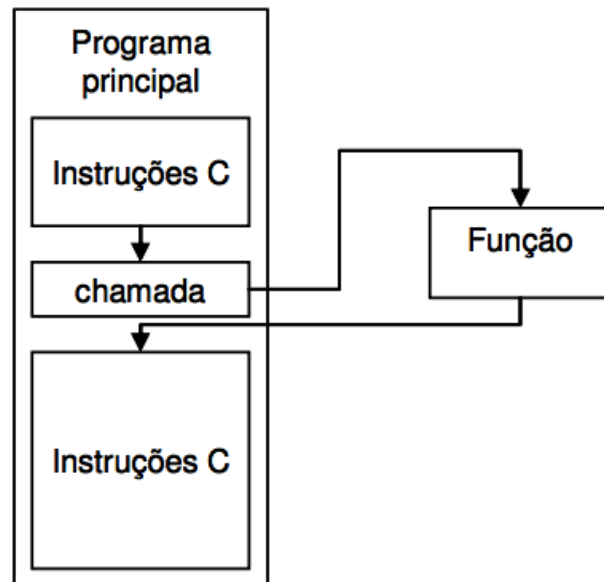 Programa
principal
Instruções C
chamada
Função
Instruções C